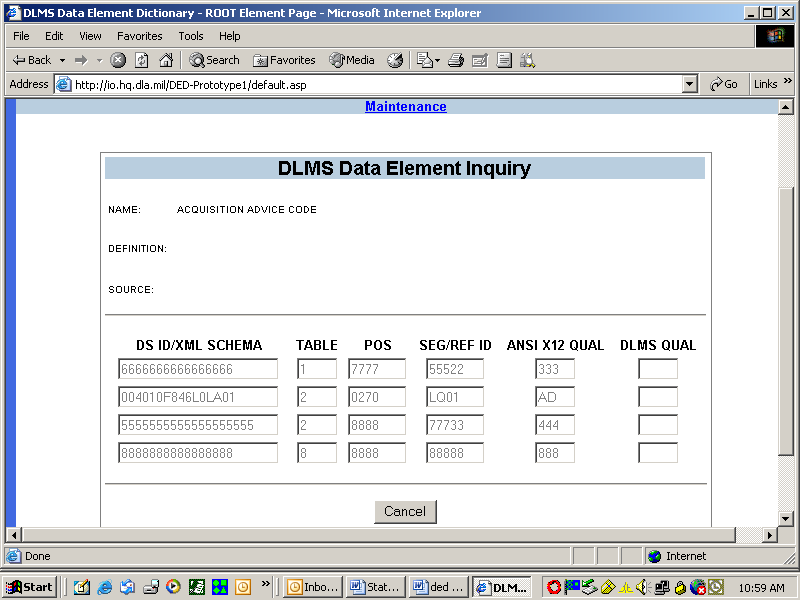 DLMS Data Element Dictionary - ROOT Element Page - Microsoft Internet Explorer
File Edit View Favorites Tools Help
Back Search Favorites Media
Address http://io.hq.dla.mil/DED-Prototype1/default.asp Go Links »
Maintenance
DLMS Data Element Inquiry
NAME: ACQUISITION ADVICE CODE
DEFINITION:
SOURCE:
DS ID/XML SCHEMA TABLE POS SEG/REF ID ANSI X12 QUAL DLMS QUAL
6666666666666666 1 7777 55522 333
004010F846L0LA01 2 0270 LQ01 AD
5555555555555555555 2 8888 77733 444
8888888888888888 8 8888 88888 888
Cancel
Done Internet
Start » Inbo... Stat... ded ... DLM... 10:59 AM